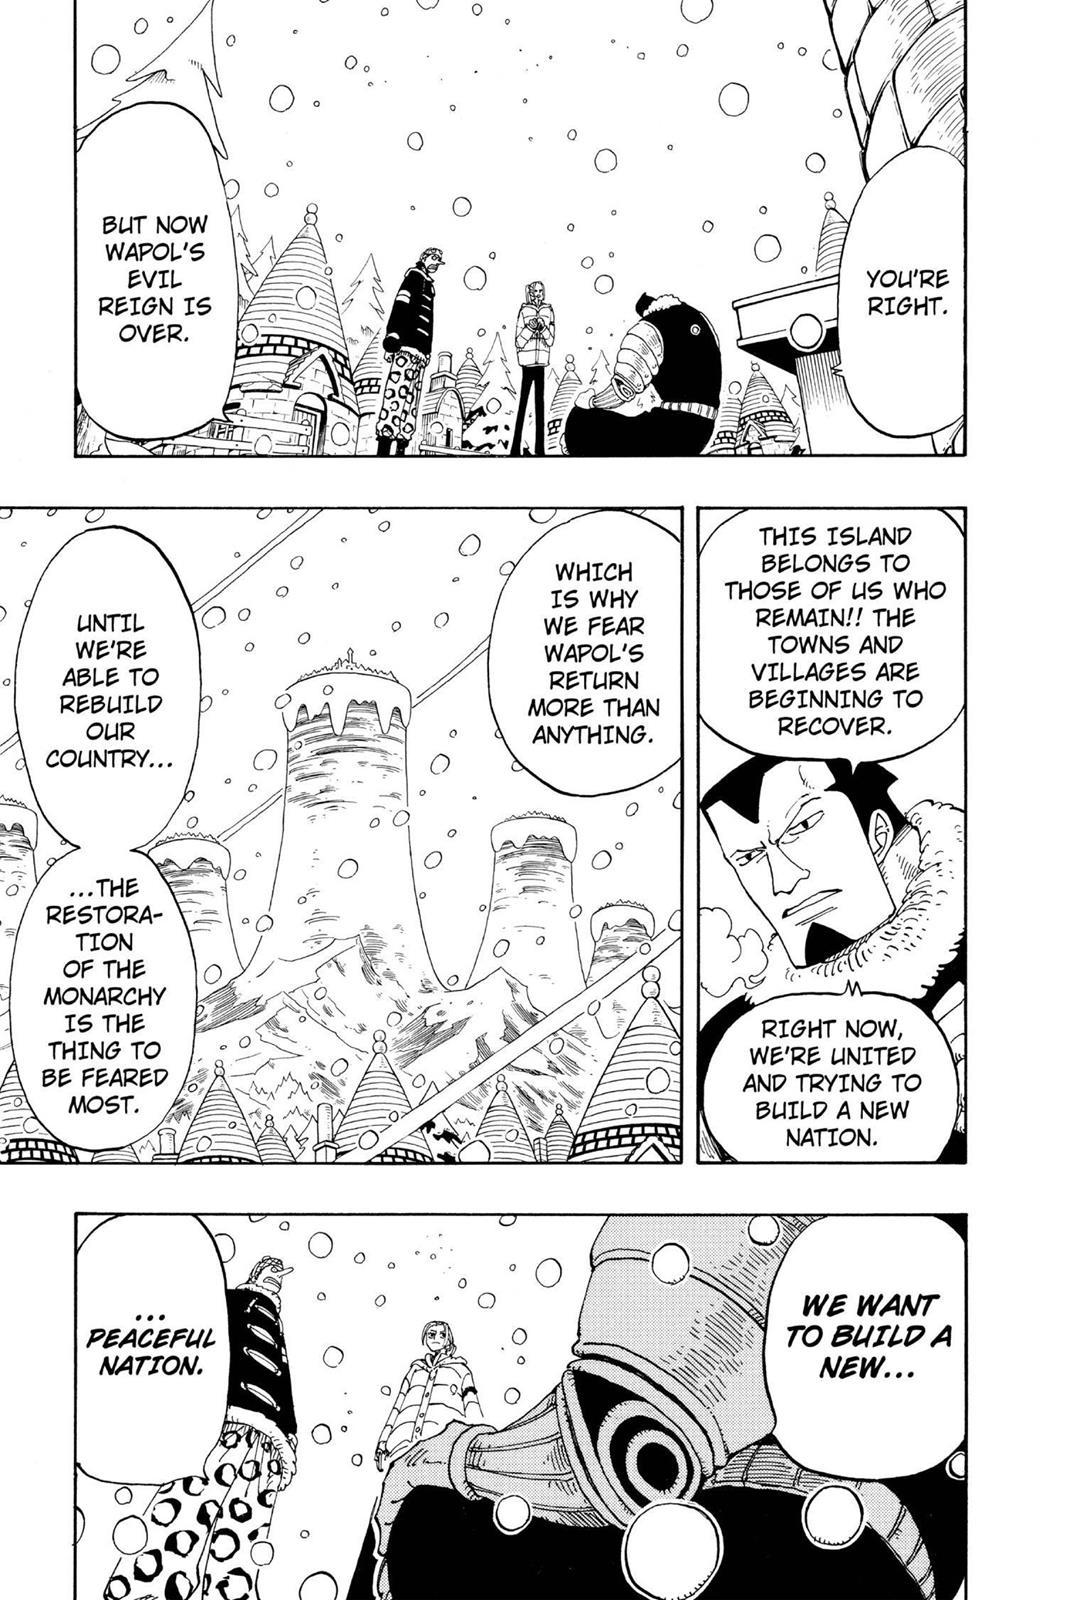 YOU'RE
RIGHT.
BUT NOW
WAPOL'S
EVIL
REIGN IS
OVER.
THIS ISLAND
BELONGS TO
THOSE OF US WHO
REMAIN!! THE
TOWNS AND
VILLAGES ARE
BEGINNING TO
RECOVER.
RIGHT NOW,
WE'RE UNITED
AND TRYING TO
BUILD A NEW
NATION.
WHICH
IS WHY
WE FEAR
WAPOL'S
RETURN
MORE THAN
ANYTHING.
UNTIL
WE'RE
ABLE TO
REBUILD
OUR
COUNTRY...
...THE
RESTORA-
TION
OF THE
MONARCHY
IS THE
THING TO
BE FEARED
MOST.
WE WANT
TO BUILD A
NEW...
...
PEACEFUL
NATION.